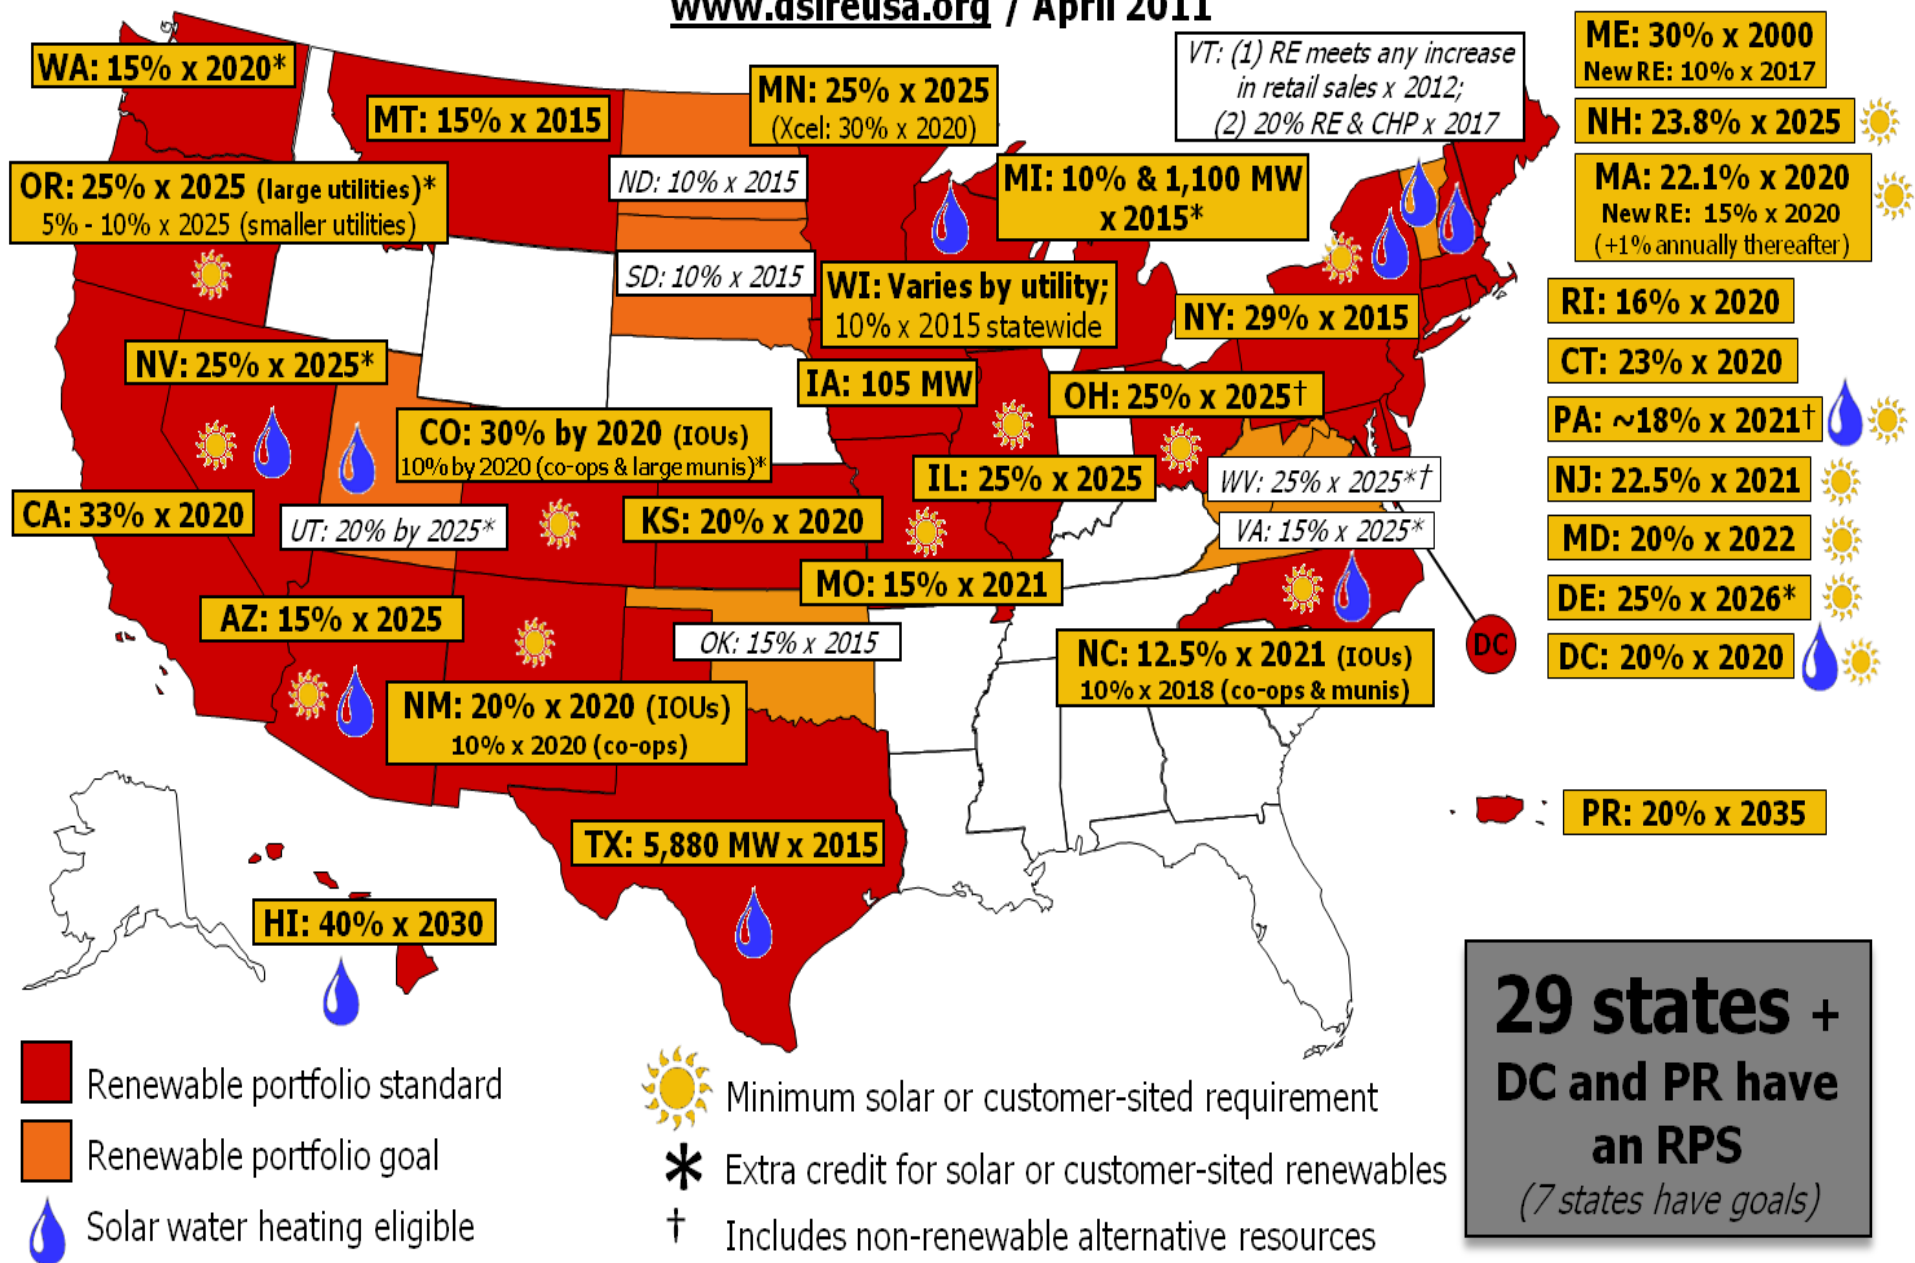 www.dsireusa.org / April 2011
WA: 15% x 2020*
MT: 15% x 2015
MN: 25% x 2025
(Xcel: 30% x 2020)
VT: (1) RE meets any increase
in retail sales x 2012;
(2) 20% RE & CHP x 2017
ME: 30% x 2000
New RE: 10% x 2017
NH: 23.8% x 2025
OR: 25% x 2025 (large utilities)*
5% - 10% x 2025 (smaller utilities)
ND: 10% x 2015
MI: 10% & 1,100 MW
x 2015*
MA: 22.1% x 2020
New RE: 15% x 2020
(+1% annually thereafter)
SD: 10% x 2015
WI: Varies by utility;
10% x 2015 statewide
NY: 29% x 2015
RI: 16% x 2020
NV: 25% x 2025*
IA: 105 MW
OH: 25% x 2025†
CT: 23% x 2020
CO: 30% by 2020 (IOUs)
10% by 2020 (co-ops & large munis)*
PA: ~18% x 2021†
IL: 25% x 2025
WV: 25% x 2025*†
NJ: 22.5% x 2021
CA: 33% x 2020
UT: 20% by 2025*
KS: 20% x 2020
VA: 15% x 2025*
MD: 20% x 2022
MO: 15% x 2021
DE: 25% x 2026*
AZ: 15% x 2025
OK: 15% x 2015
NC: 12.5% x 2021 (IOUs)
10% x 2018 (co-ops & munis)
DC
DC: 20% x 2020
NM: 20% x 2020 (IOUs)
10% x 2020 (co-ops)
PR: 20% x 2035
TX: 5,880 MW x 2015
HI: 40% x 2030
29 states +
DC and PR have
an RPS
(7 states have goals)
Renewable portfolio standard
Renewable portfolio goal
Solar water heating eligible
Minimum solar or customer-sited requirement
* Extra credit for solar or customer-sited renewables
† Includes non-renewable alternative resources